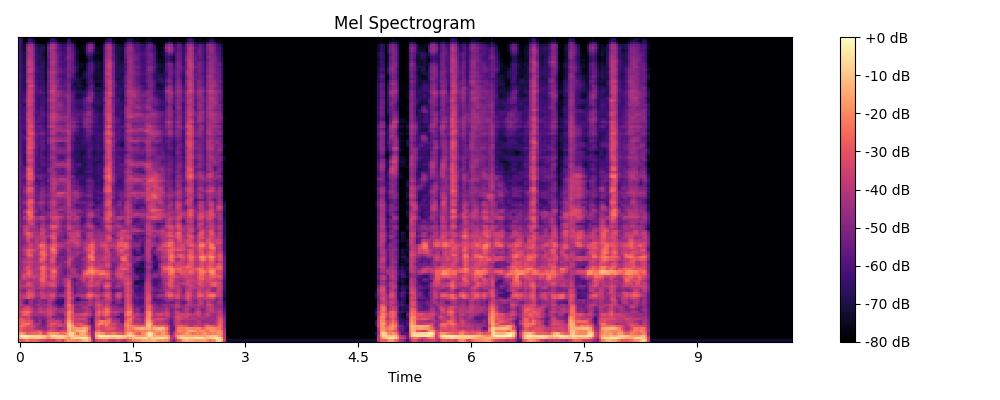 Mel Spectrogram
+0 dB
-10 dB
-20 dB
-30 dB
-40 dB
-50 dB
-60 dB
-70 dB
-80 dB
0 1.5 3 4.5 6 7.5 9
Time